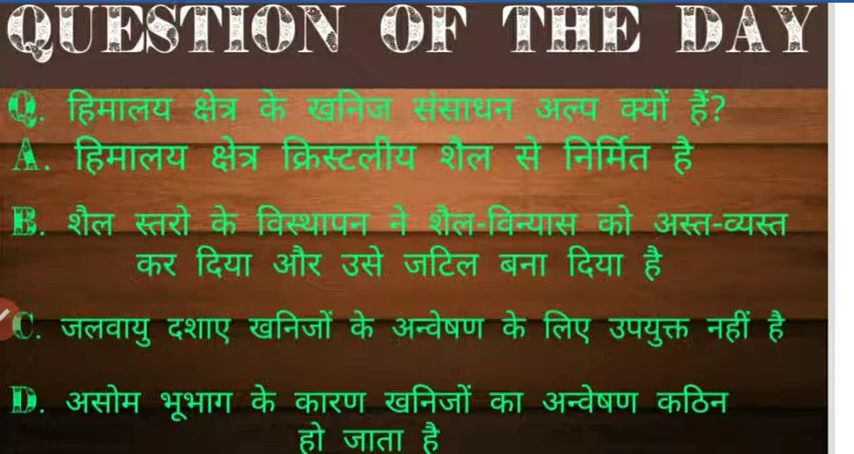 QUESTION OF THE DAY
Q. हिमालय क्षेत्र के खनिज संसाधन अल्प क्यों हैं?
A. हिमालय क्षेत्र क्रिस्टलीय शैल से निर्मित है
B. शैल स्तरो के विस्थापन ने शैल-विन्यास को अस्त-व्यस्त
कर दिया और उसे जटिल बना दिया है
C. जलवायु दशाए खनिजों के अन्वेषण के लिए उपयुक्त नहीं है
D. असोम भूभाग के कारण खनिजों का अन्वेषण कठिन
हो जाता है